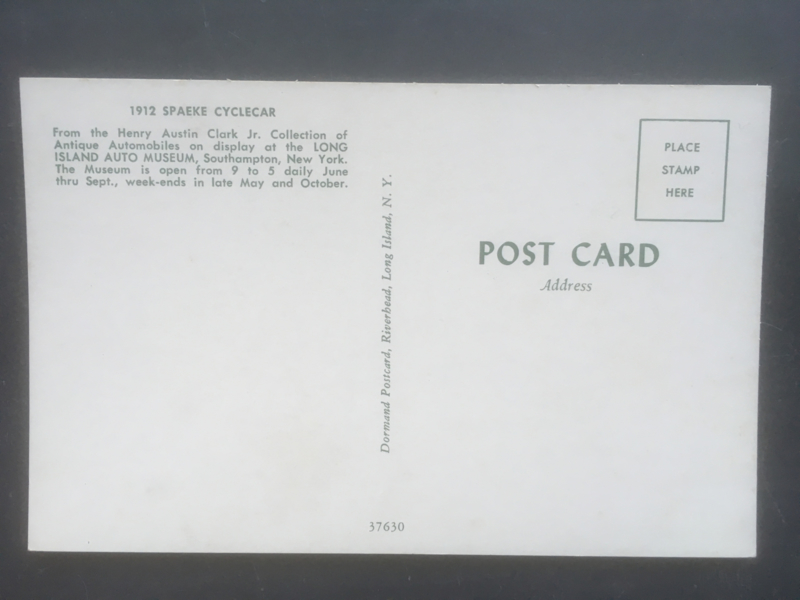 1912 SPAEKE CYCLECAR
From the Henry Austin Clark Jr. Collection of
Antique Automobiles on display at the LONG
ISLAND AUTO MUSEUM, Southampton, New York.
The Museum is open from 9 to 5 daily June
thru Sept., week-ends in late May and October.
Dormand Postcard, Riverhead, Long Island, N. Y.
37630
PLACE
STAMP
HERE
POST CARD
Address